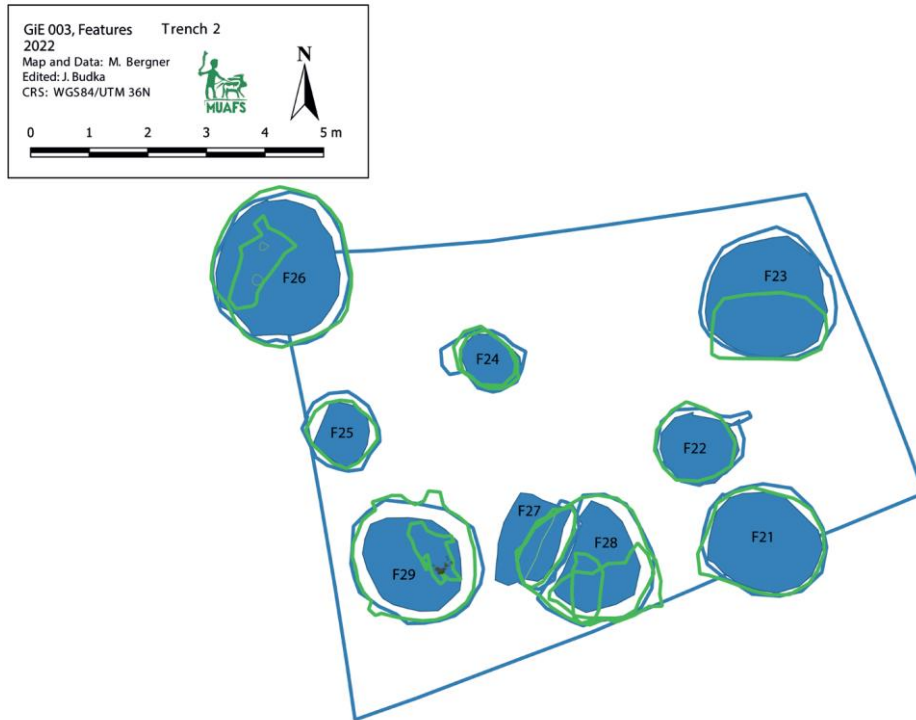 GiE 003, Features Trench 2
2022
Map and Data: M. Bergner
Edited: J. Budka
CRS: WGS84/UTM 36N
MUAFS
N
0 1 2 3 4 5 m
F26
F23
F24
F25
F22
F27
F28
F21
F29